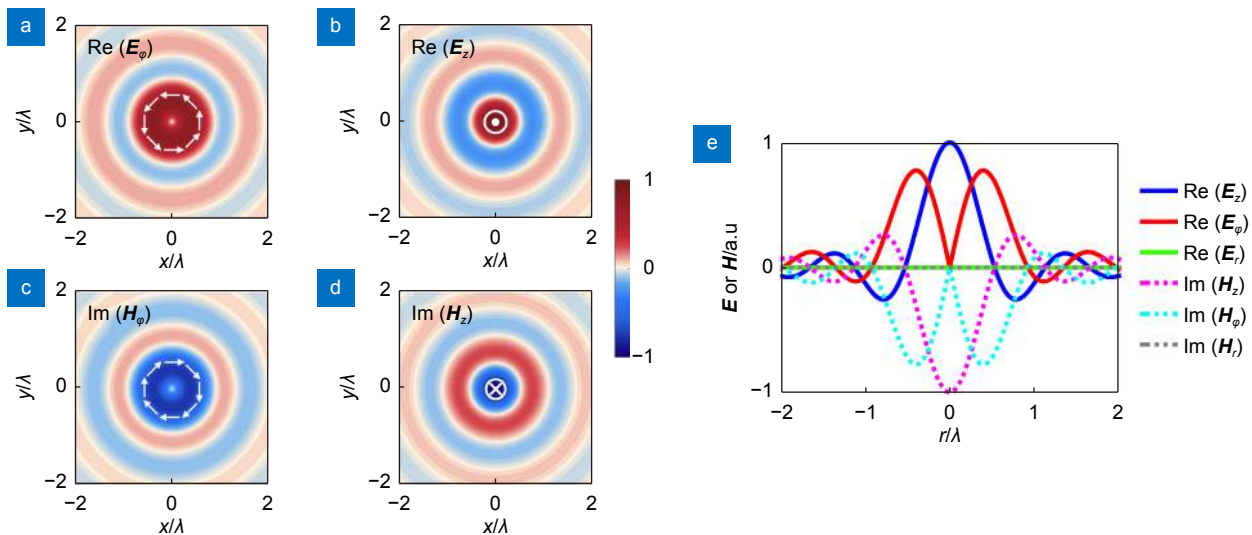 a
2
Re (Eφ)
y/λ
0
−2
−2
0
2
x/λ
b
2
Re (Ez)
y/λ
0
−2
−2
0
2
x/λ
c
2
Im (Hφ)
y/λ
0
−2
−2
0
2
x/λ
d
2
Im (Hz)
y/λ
0
−2
−2
0
2
x/λ
1
0
−1
e
1
E or H/a.u
0
−1
−2
−1
0
1
2
r/λ
Re (Ez)
Re (Eφ)
Re (Er)
Im (Hz)
Im (Hφ)
Im (Hr)